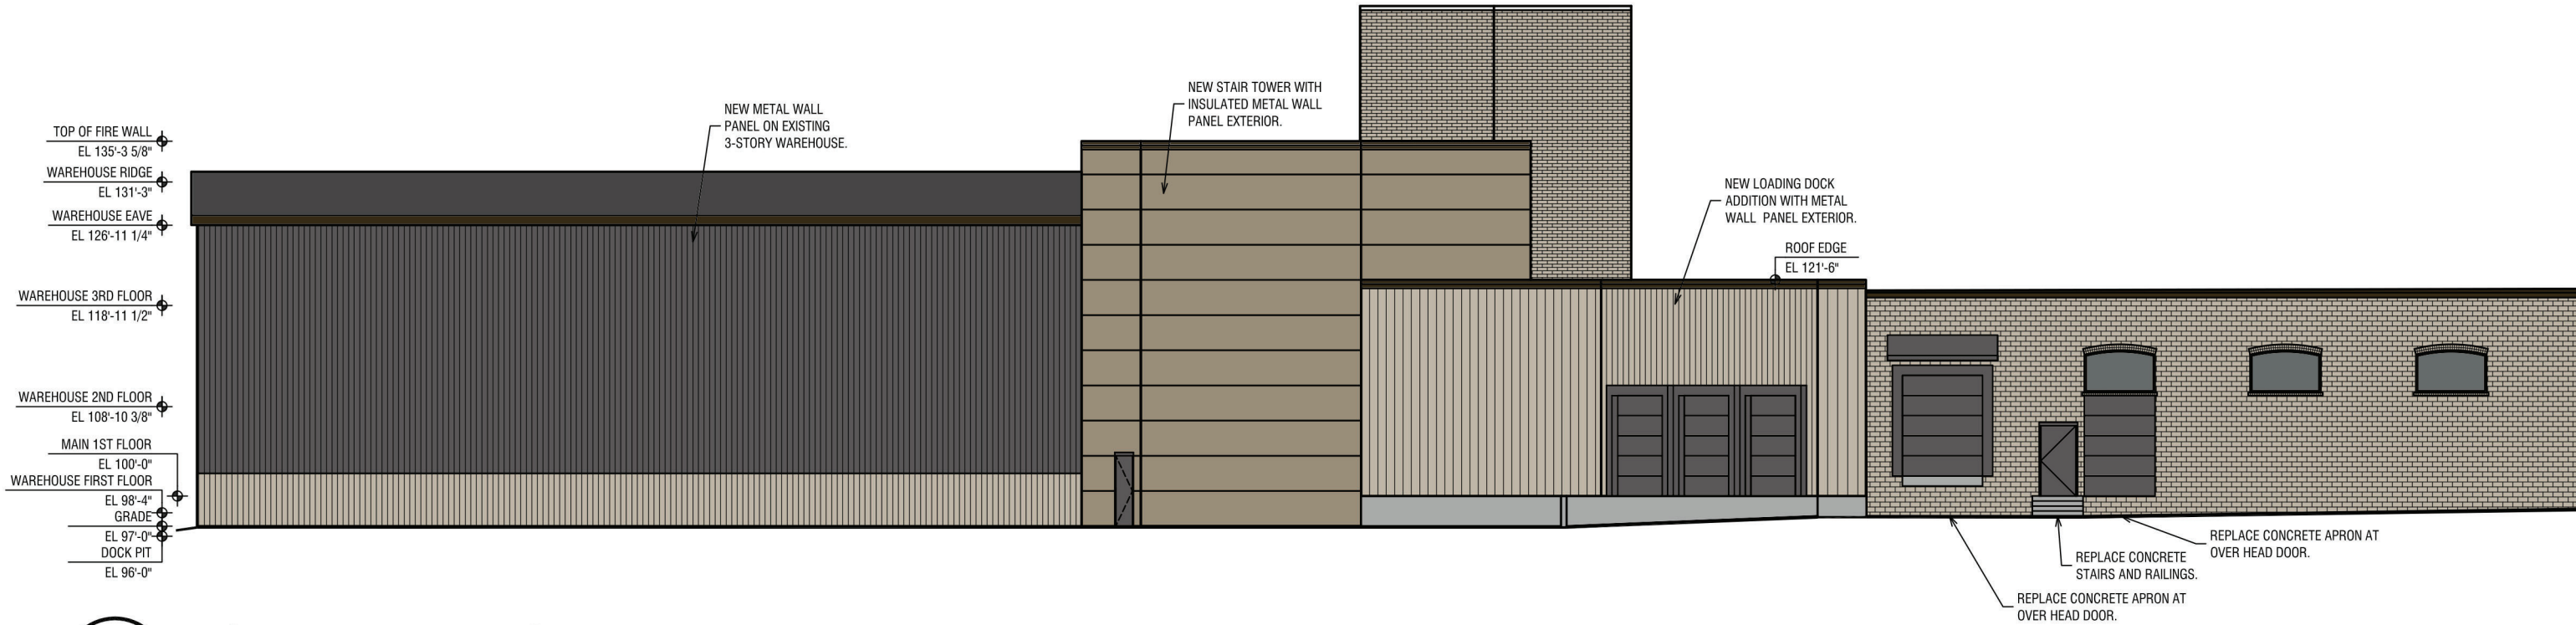 NEW METAL WALL
PANEL ON EXISTING
3-STORY WAREHOUSE.
NEW STAIR TOWER WITH
INSULATED METAL WALL
PANEL EXTERIOR.
NEW LOADING DOCK
ADDITION WITH METAL
WALL PANEL EXTERIOR.
ROOF EDGE
EL 121'-6"
TOP OF FIRE WALL
EL 135'-3 5/8"
WAREHOUSE RIDGE
EL 131'-3"
WAREHOUSE EAVE
EL 126'-11 1/4"
WAREHOUSE 3RD FLOOR
EL 118'-11 1/2"
WAREHOUSE 2ND FLOOR
EL 108'-10 3/8"
MAIN 1ST FLOOR
EL 100'-0"
WAREHOUSE FIRST FLOOR
EL 98'-4"
GRADE
EL 97'-0"
DOCK PIT
EL 96'-0"
REPLACE CONCRETE APRON AT
OVER HEAD DOOR.
REPLACE CONCRETE
STAIRS AND RAILINGS.
REPLACE CONCRETE APRON AT
OVER HEAD DOOR.